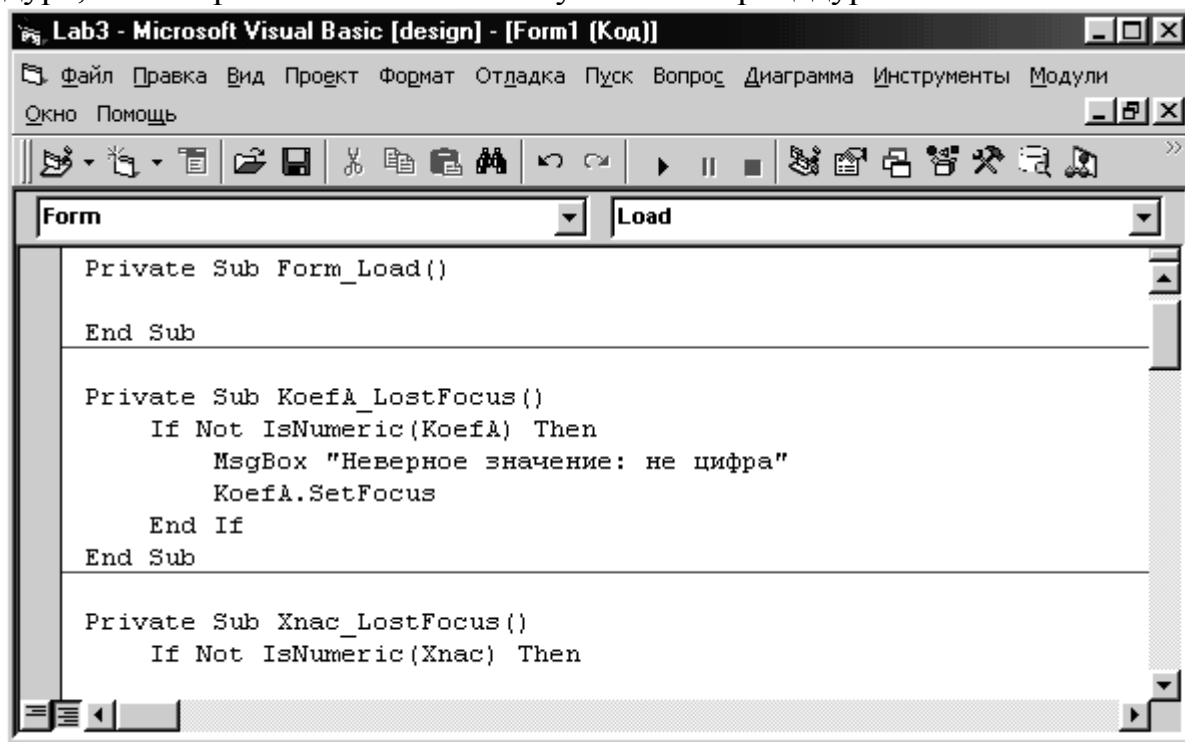 Lab3 - Microsoft Visual Basic [design] - [Form1 (Код)]
Файл Правка Вид Проект Формат Отладка Пуск Вопрос Диаграмма Инструменты Модули
Окно Помощь
Form Load
Private Sub Form_Load()
End Sub
Private Sub KoefA_LostFocus()
If Not IsNumeric(KoefA) Then
MsgBox "Неверное значение: не цифра"
KoefA.SetFocus
End If
End Sub
Private Sub Xnac_LostFocus()
If Not IsNumeric(Xnac) Then